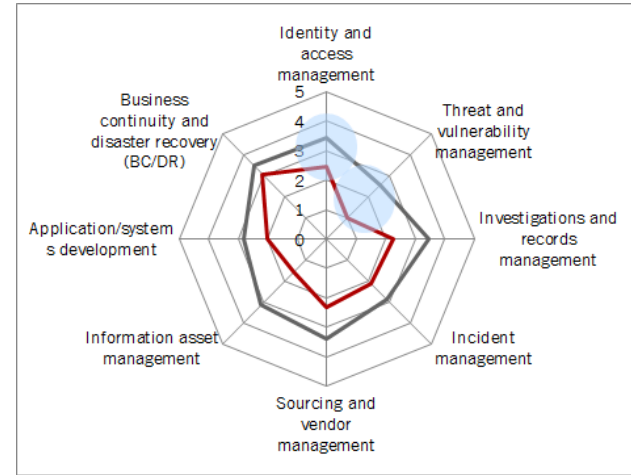 Identity and
access
management
Business
continuity and
disaster recovery
(BC/DR)
Threat and
vulnerability
management
5
4
3
2
1
0
Application/system
s development
Investigations and
records
management
Information asset
management
Incident
management
Sourcing and
vendor
management